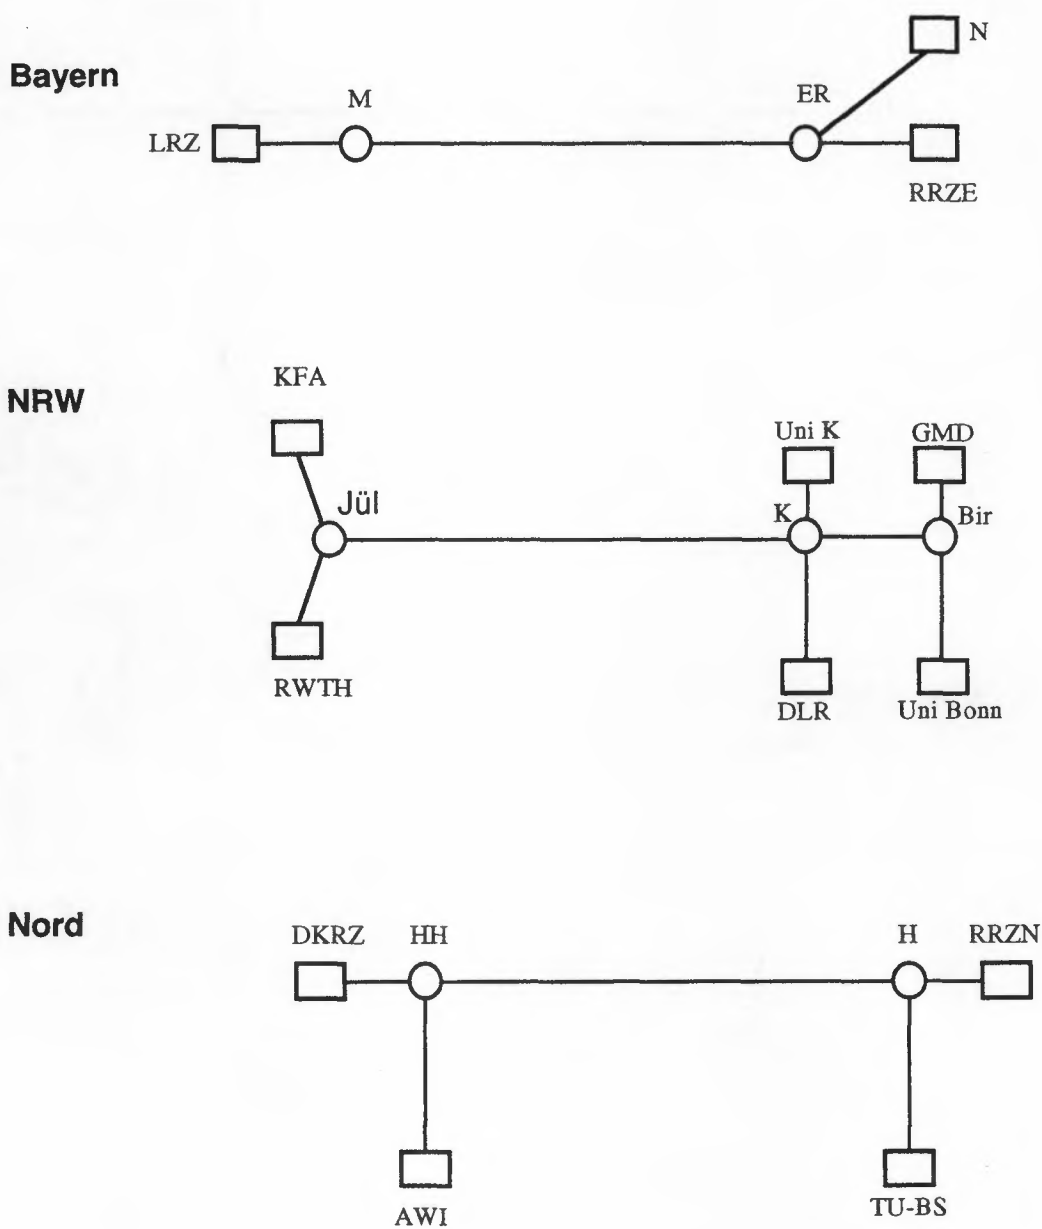 N
Bayern
M
ER
LRZ
RRZE
KFA
NRW
Uni K
GMD
Jül
K
Bir
RWTH
DLR
Uni Bonn
Nord
DKRZ
HH
H
RRZN
AWI
TU-BS